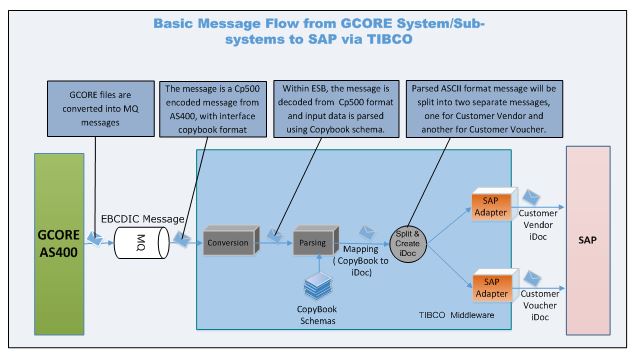 Basic Message Flow from GCORE System/Sub-
systems to SAP via TIBCO
GCORE files are
converted into MQ
messages
The message is a Cp500
encoded message from
AS400, with interface
copybook format
Within ESB, the message is
decoded from Cp500 format
and input data is parsed
using Copybook schema.
Parsed ASCII format message will be
split into two separate messages,
one for Customer Vendor and
another for Customer Voucher.
GCORE
AS400
EBCDIC Message
MQ
Conversion
Parsing
Mapping
( CopyBook to
iDoc)
Split &
Create
iDoc
CopyBook
Schemas
SAP
Adapter
Customer
Vendor
iDoc
SAP
Adapter
Customer
Voucher
iDoc
TIBCO Middleware
SAP